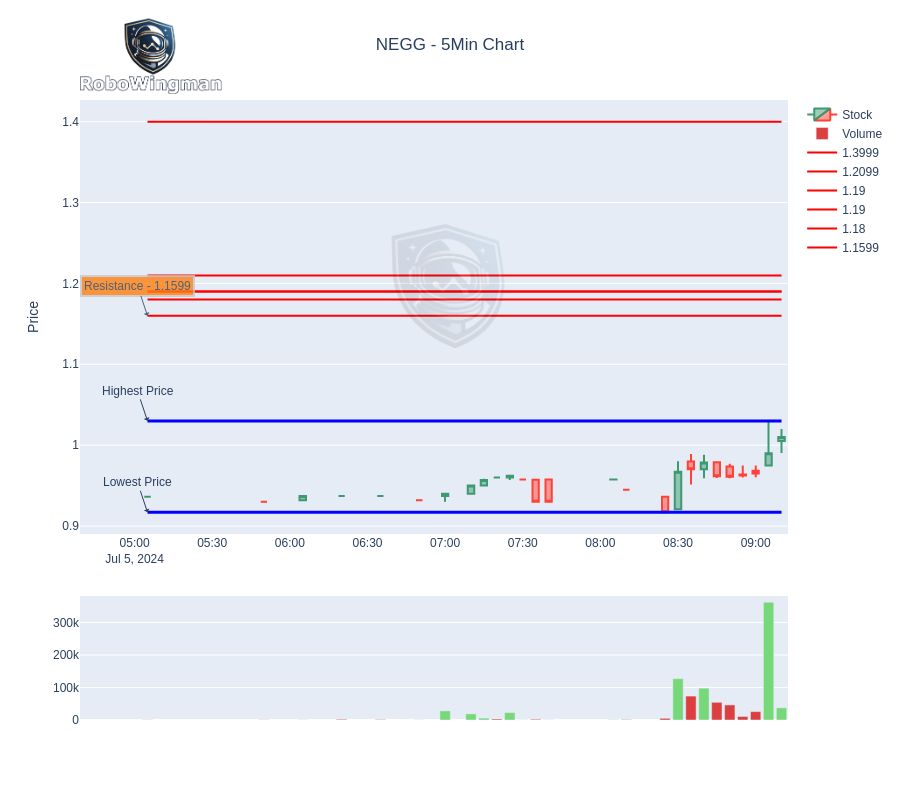 NEGG - 5Min Chart
RoboWingman
Stock
Volume
1.3999
1.2099
1.19
1.19
1.18
1.1599
Price
1.4
1.3
1.2
1.1
1
0.9
Resistance - 1.1599
Highest Price
Lowest Price
05:00
05:30
06:00
06:30
07:00
07:30
08:00
08:30
09:00
Jul 5, 2024
300k
200k
100k
0